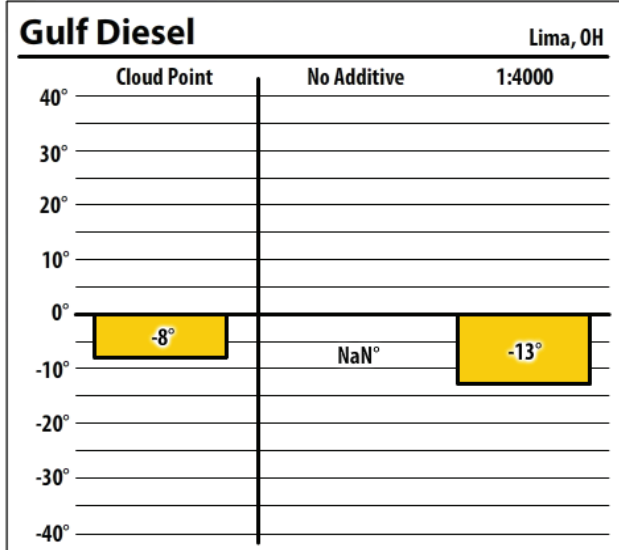 Gulf Diesel
Lima, OH
Cloud Point
No Additive
1:4000
40°
30°
20°
10°
0°
-10°
-20°
-30°
-40°
-8°
NaN°
-13°